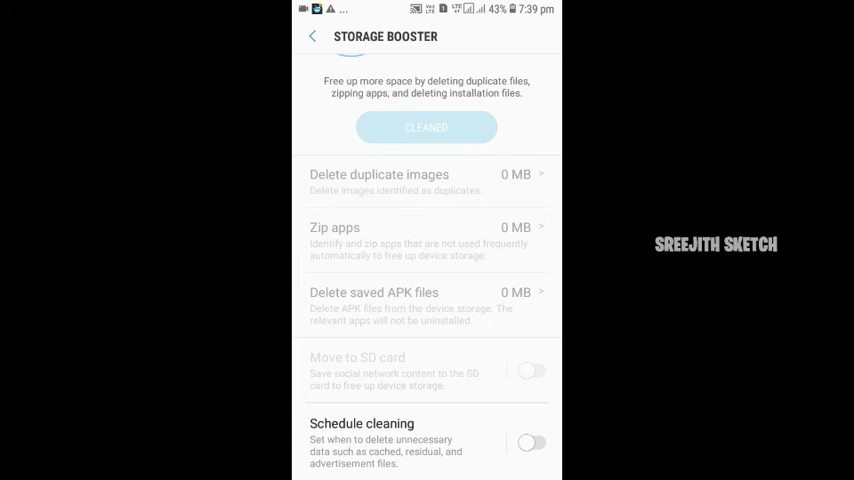 ... LTE 1 LTE 43% 7:39 pm
STORAGE BOOSTER
Free up more space by deleting duplicate files,
zipping apps, and deleting installation files.
CLEANED
Delete duplicate images 0 MB >
Delete images identified as duplicates.
Zip apps 0 MB >
Identify and zip apps that are not used frequently
automatically to free up device storage.
Delete saved APK files 0 MB >
Delete APK files from the device storage. The
relevant apps will not be uninstalled.
Move to SD card
Save social network content to the SD
card to free up device storage.
Schedule cleaning
Set when to delete unnecessary
data such as cached, residual, and
advertisement files.
SREEJITH SKETCH